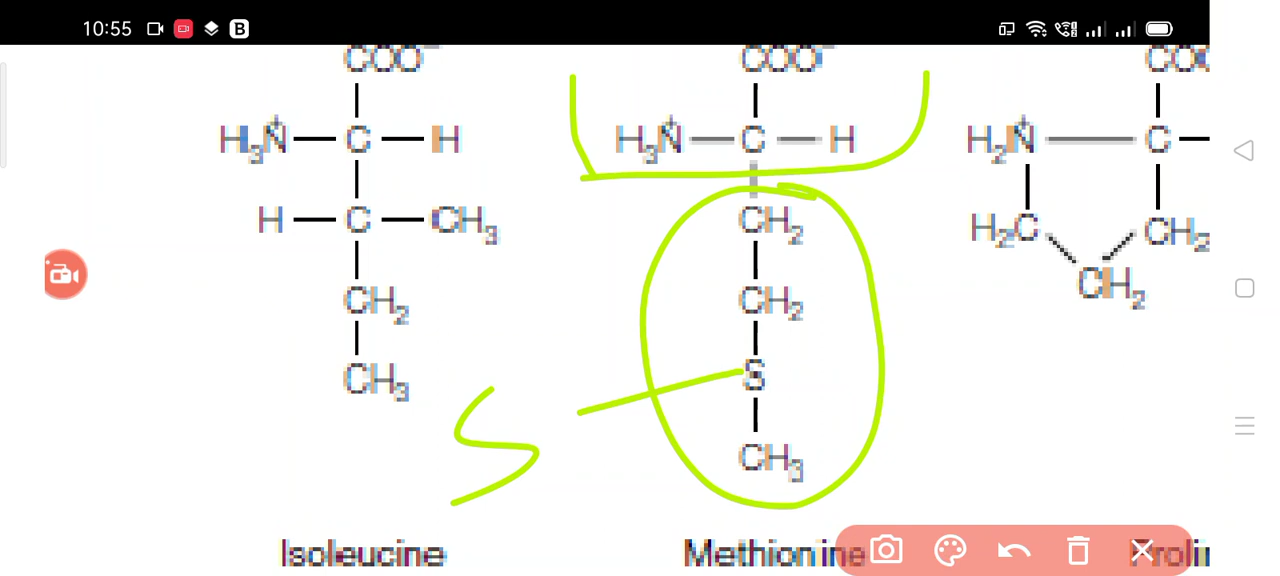 10:55 B
COO⁻ COO⁻ COO
H₃N⁺ C H H₃N⁺ C H H₂N⁺ C
H C CH₃ CH₂ H₂C CH₂
CH₂ CH₂ CH₂
CH₃ S
S
CH₃
Isoleucine Methionine Prolin